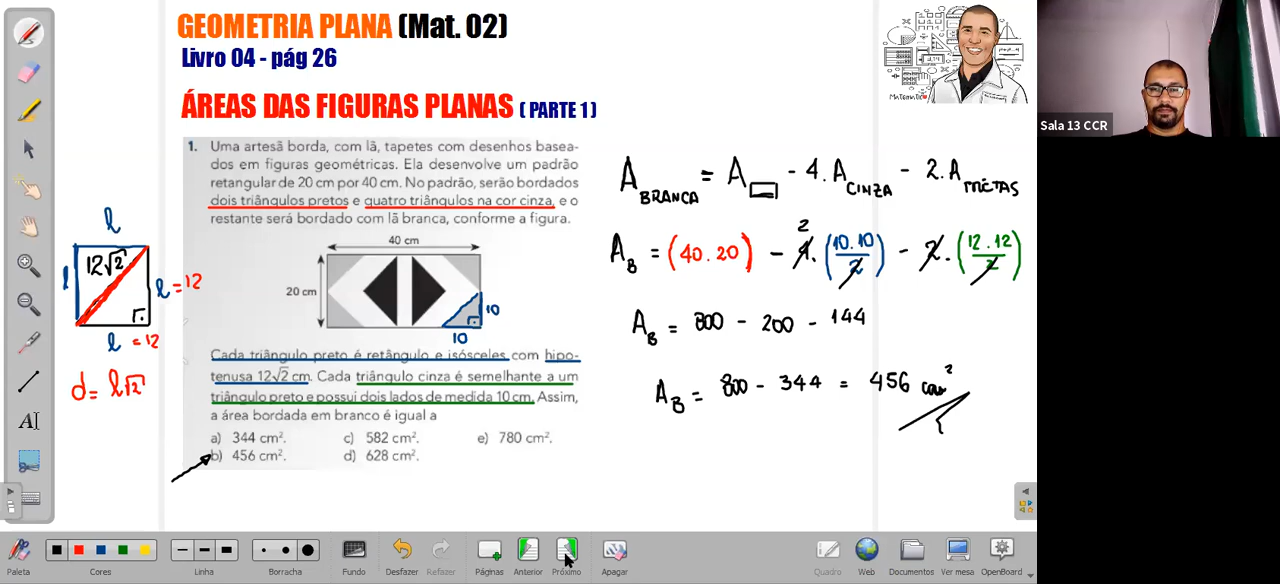 GEOMETRIA PLANA (Mat. 02)
Livro 04 - pág 26
ÁREAS DAS FIGURAS PLANAS ( PARTE 1 )
Matematica
Sala 13 CCR
1. Uma artesã borda, com lã, tapetes com desenhos basea-
dos em figuras geométricas. Ela desenvolve um padrão
retangular de 20 cm por 40 cm. No padrão, serão bordados
dois triângulos pretos e quatro triângulos na cor cinza, e o
restante será bordado com lã branca, conforme a figura.
40 cm
20 cm
10
10
Cada triângulo preto é retângulo e isósceles com hipo-
tenusa 12√2 cm. Cada triângulo cinza é semelhante a um
triângulo preto e possui dois lados de medida 10 cm. Assim,
a área bordada em branco é igual a
a) 344 cm². c) 582 cm². e) 780 cm².
b) 456 cm². d) 628 cm².
l
12√2
l
l = 12
l = 12
d = l√2
A BRANCA = A▭ - 4. A CINZA - 2. A PRETAS
A B = (40.20) - 4 2 . (10.10/2) - 2. (12.12/2)
A B = 800 - 200 - 144
A B = 800 - 344 = 456 cm²
A
Paleta Cores Linha Borracha Fundo Desfazer Refazer Páginas Anterior Próximo Apagar Quadro Web Documentos Ver mesa OpenBoard